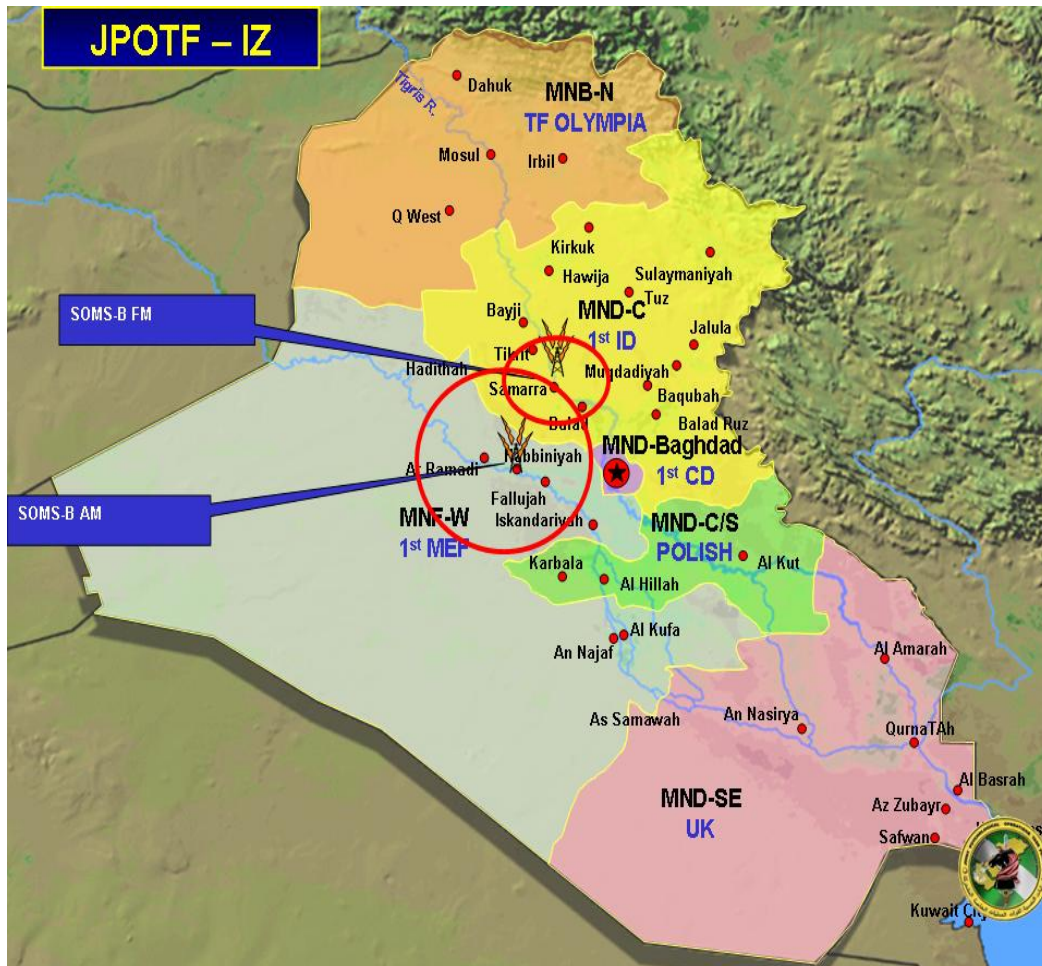 JPOTF – IZ
Dahuk
Tigris R.
MNB-N
TF OLYMPIA
Mosul
Irbil
Q West
Kirkuk
Hawija
Sulaymaniyah
Tuz
SOMS-B FM
MND-C
1st ID
Bayji
Jalula
Tikrit
Hadithah
Muqdadiyah
Samarra
Baqubah
Balad
Balad Ruz
MND-Baghdad
1st CD
Ar Ramadi
Habbiniyah
Fallujah
SOMS-B AM
MNF-W
1st MEF
Iskandariyah
MND-C/S
POLISH
Al Kut
Karbala
Al Hillah
Al Kufa
An Najaf
Al Amarah
As Samawah
An Nasirya
QurnaTAh
Al Basrah
MND-SE
UK
Az Zubayr
Safwan
Kuwait City